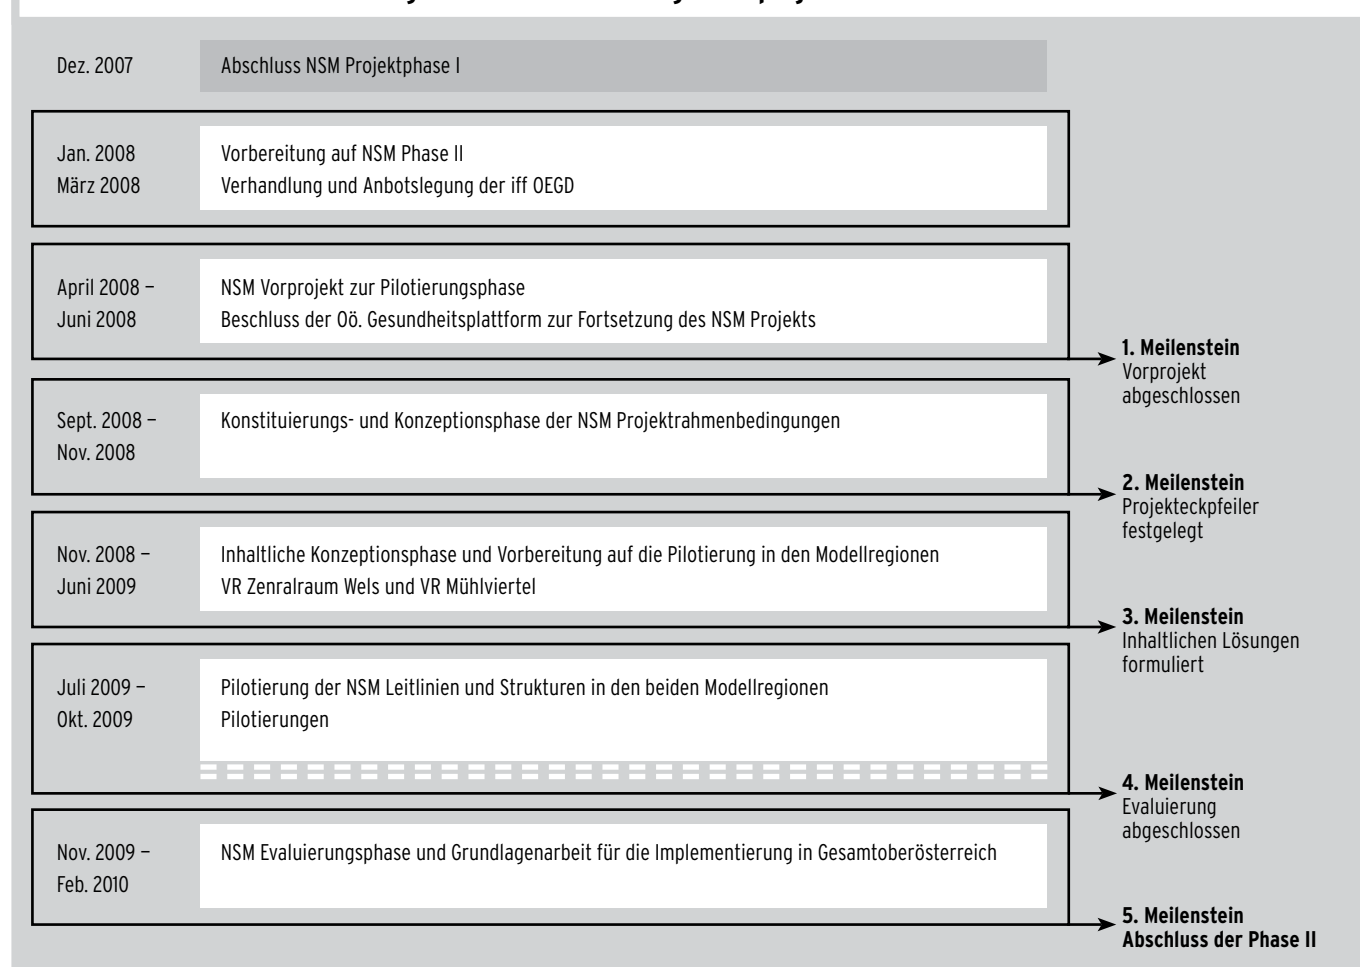 Dez. 2007
Abschluss NSM Projektphase I
Jan. 2008
März 2008
Vorbereitung auf NSM Phase II
Verhandlung und Anbotslegung der iff OEGD
April 2008 –
Juni 2008
NSM Vorprojekt zur Pilotierungsphase
Beschluss der Oö. Gesundheitsplattform zur Fortsetzung des NSM Projekts
1. Meilenstein
Vorprojekt
abgeschlossen
Sept. 2008 –
Nov. 2008
Konstituierungs- und Konzeptionsphase der NSM Projektrahmenbedingungen
2. Meilenstein
Projekteckpfeiler
festgelegt
Nov. 2008 –
Juni 2009
Inhaltliche Konzeptionsphase und Vorbereitung auf die Pilotierung in den Modellregionen
VR Zenralraum Wels und VR Mühlviertel
3. Meilenstein
Inhaltlichen Lösungen
formuliert
Juli 2009 –
Okt. 2009
Pilotierung der NSM Leitlinien und Strukturen in den beiden Modellregionen
Pilotierungen
4. Meilenstein
Evaluierung
abgeschlossen
Nov. 2009 –
Feb. 2010
NSM Evaluierungsphase und Grundlagenarbeit für die Implementierung in Gesamtoberösterreich
5. Meilenstein
Abschluss der Phase II